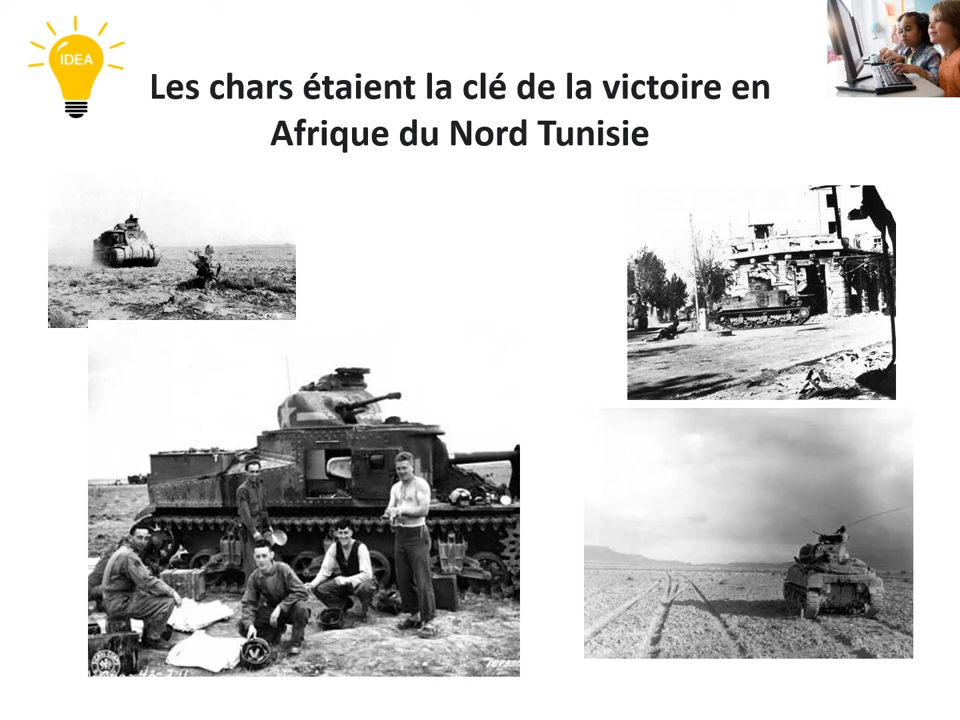 IDEA
Les chars étaient la clé de la victoire en
Afrique du Nord Tunisie